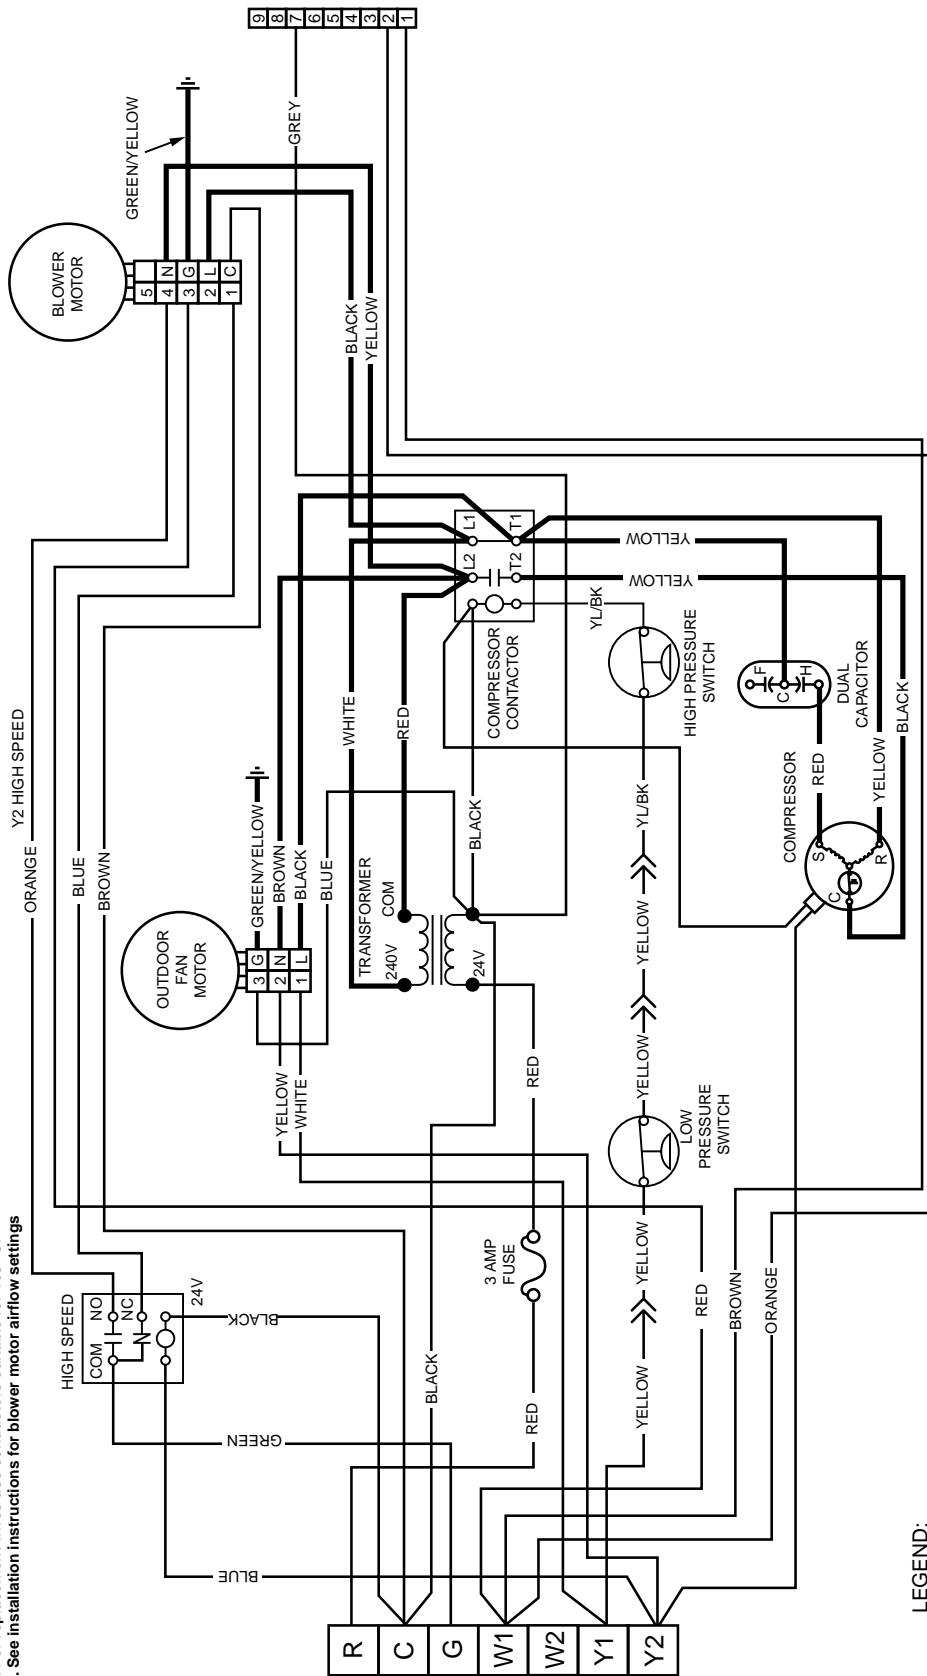 . See installation instructions for blower motor airflow settings
HIGH SPEED
COM
NO
NC
24V
Y2 HIGH SPEED
ORANGE
BLUE
BROWN
OUTDOOR
FAN
MOTOR
3 G
2 N
1 L
GREEN/YELLOW
BROWN
BLACK
BLUE
YELLOW
WHITE
BLOWER
MOTOR
5
4 N
3 G
2 L
1 C
GREEN/YELLOW
BLACK
YELLOW
GREY
9
8
7
6
5
4
3
2
1
TRANSFORMER
240V
COM
24V
WHITE
RED
BLACK
L2
L1
T2
T1
COMPRESSOR
CONTACTOR
YELLOW
YELLOW
YL/BK
HIGH PRESSURE
SWITCH
YL/BK
YELLOW
YELLOW
LOW
PRESSURE
SWITCH
YELLOW
YELLOW
RED
3 AMP
FUSE
RED
BLACK
BLACK
GREEN
BLUE
R
C
G
W1
W2
Y1
Y2
RED
BROWN
ORANGE
COMPRESSOR
S
C
R
RED
YELLOW
BLACK
F
C
H
DUAL
CAPACITOR
LEGEND: